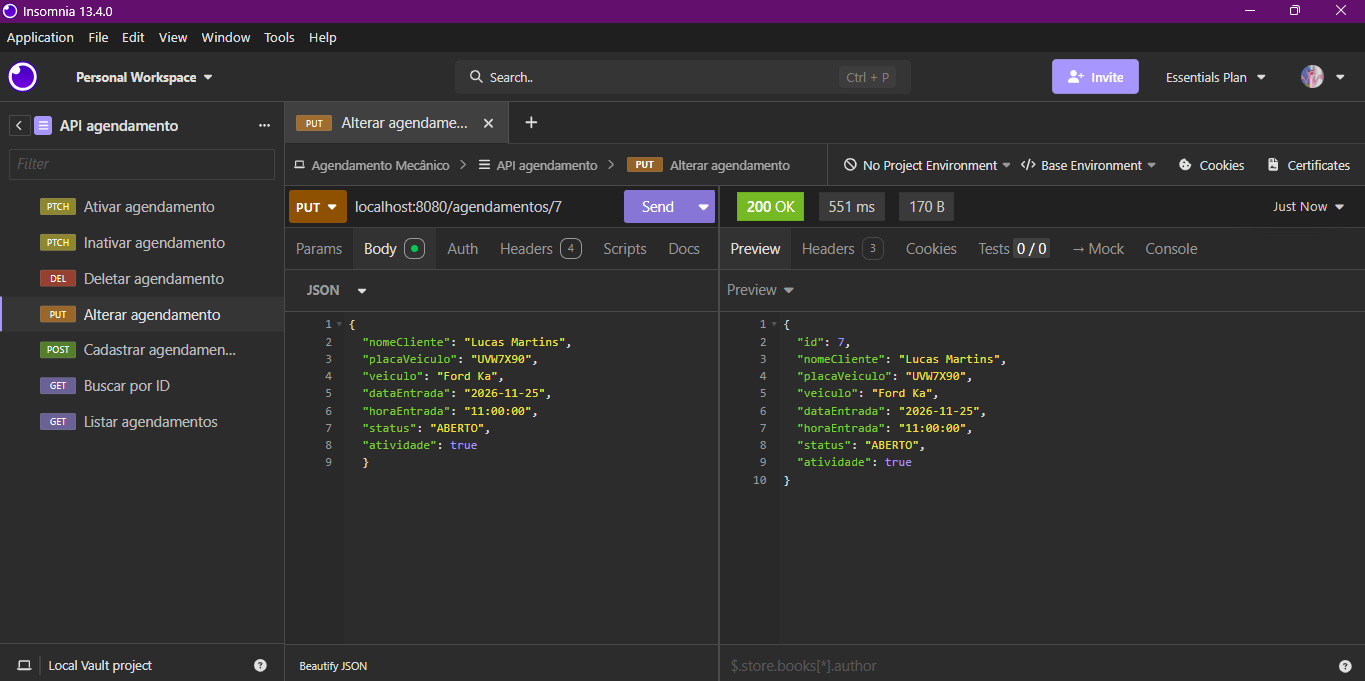 Insomnia 13.4.0
Application File Edit View Window Tools Help
Personal Workspace
Search..
Ctrl + P
Invite
Essentials Plan
API agendamento
Filter
PTCH Ativar agendamento
PTCH Inativar agendamento
DEL Deletar agendamento
PUT Alterar agendamento
POST Cadastrar agendamen...
GET Buscar por ID
GET Listar agendamentos
Local Vault project
PUT Alterar agendame...
Agendamento Mecânico > API agendamento > PUT Alterar agendamento
No Project Environment </> Base Environment Cookies Certificates
PUT localhost:8080/agendamentos/7 Send
Params Body Auth Headers 4 Scripts Docs
JSON
1 {
2 "nomeCliente": "Lucas Martins",
3 "placaVeiculo": "UVW7X90",
4 "veiculo": "Ford Ka",
5 "dataEntrada": "2026-11-25",
6 "horaEntrada": "11:00:00",
7 "status": "ABERTO",
8 "atividade": true
9 }
Beautify JSON
200 OK 551 ms 170 B Just Now
Preview Headers 3 Cookies Tests 0 / 0 → Mock Console
Preview
1 {
2 "id": 7,
3 "nomeCliente": "Lucas Martins",
4 "placaVeiculo": "UVW7X90",
5 "veiculo": "Ford Ka",
6 "dataEntrada": "2026-11-25",
7 "horaEntrada": "11:00:00",
8 "status": "ABERTO",
9 "atividade": true
10 }
$.store.books[*].author